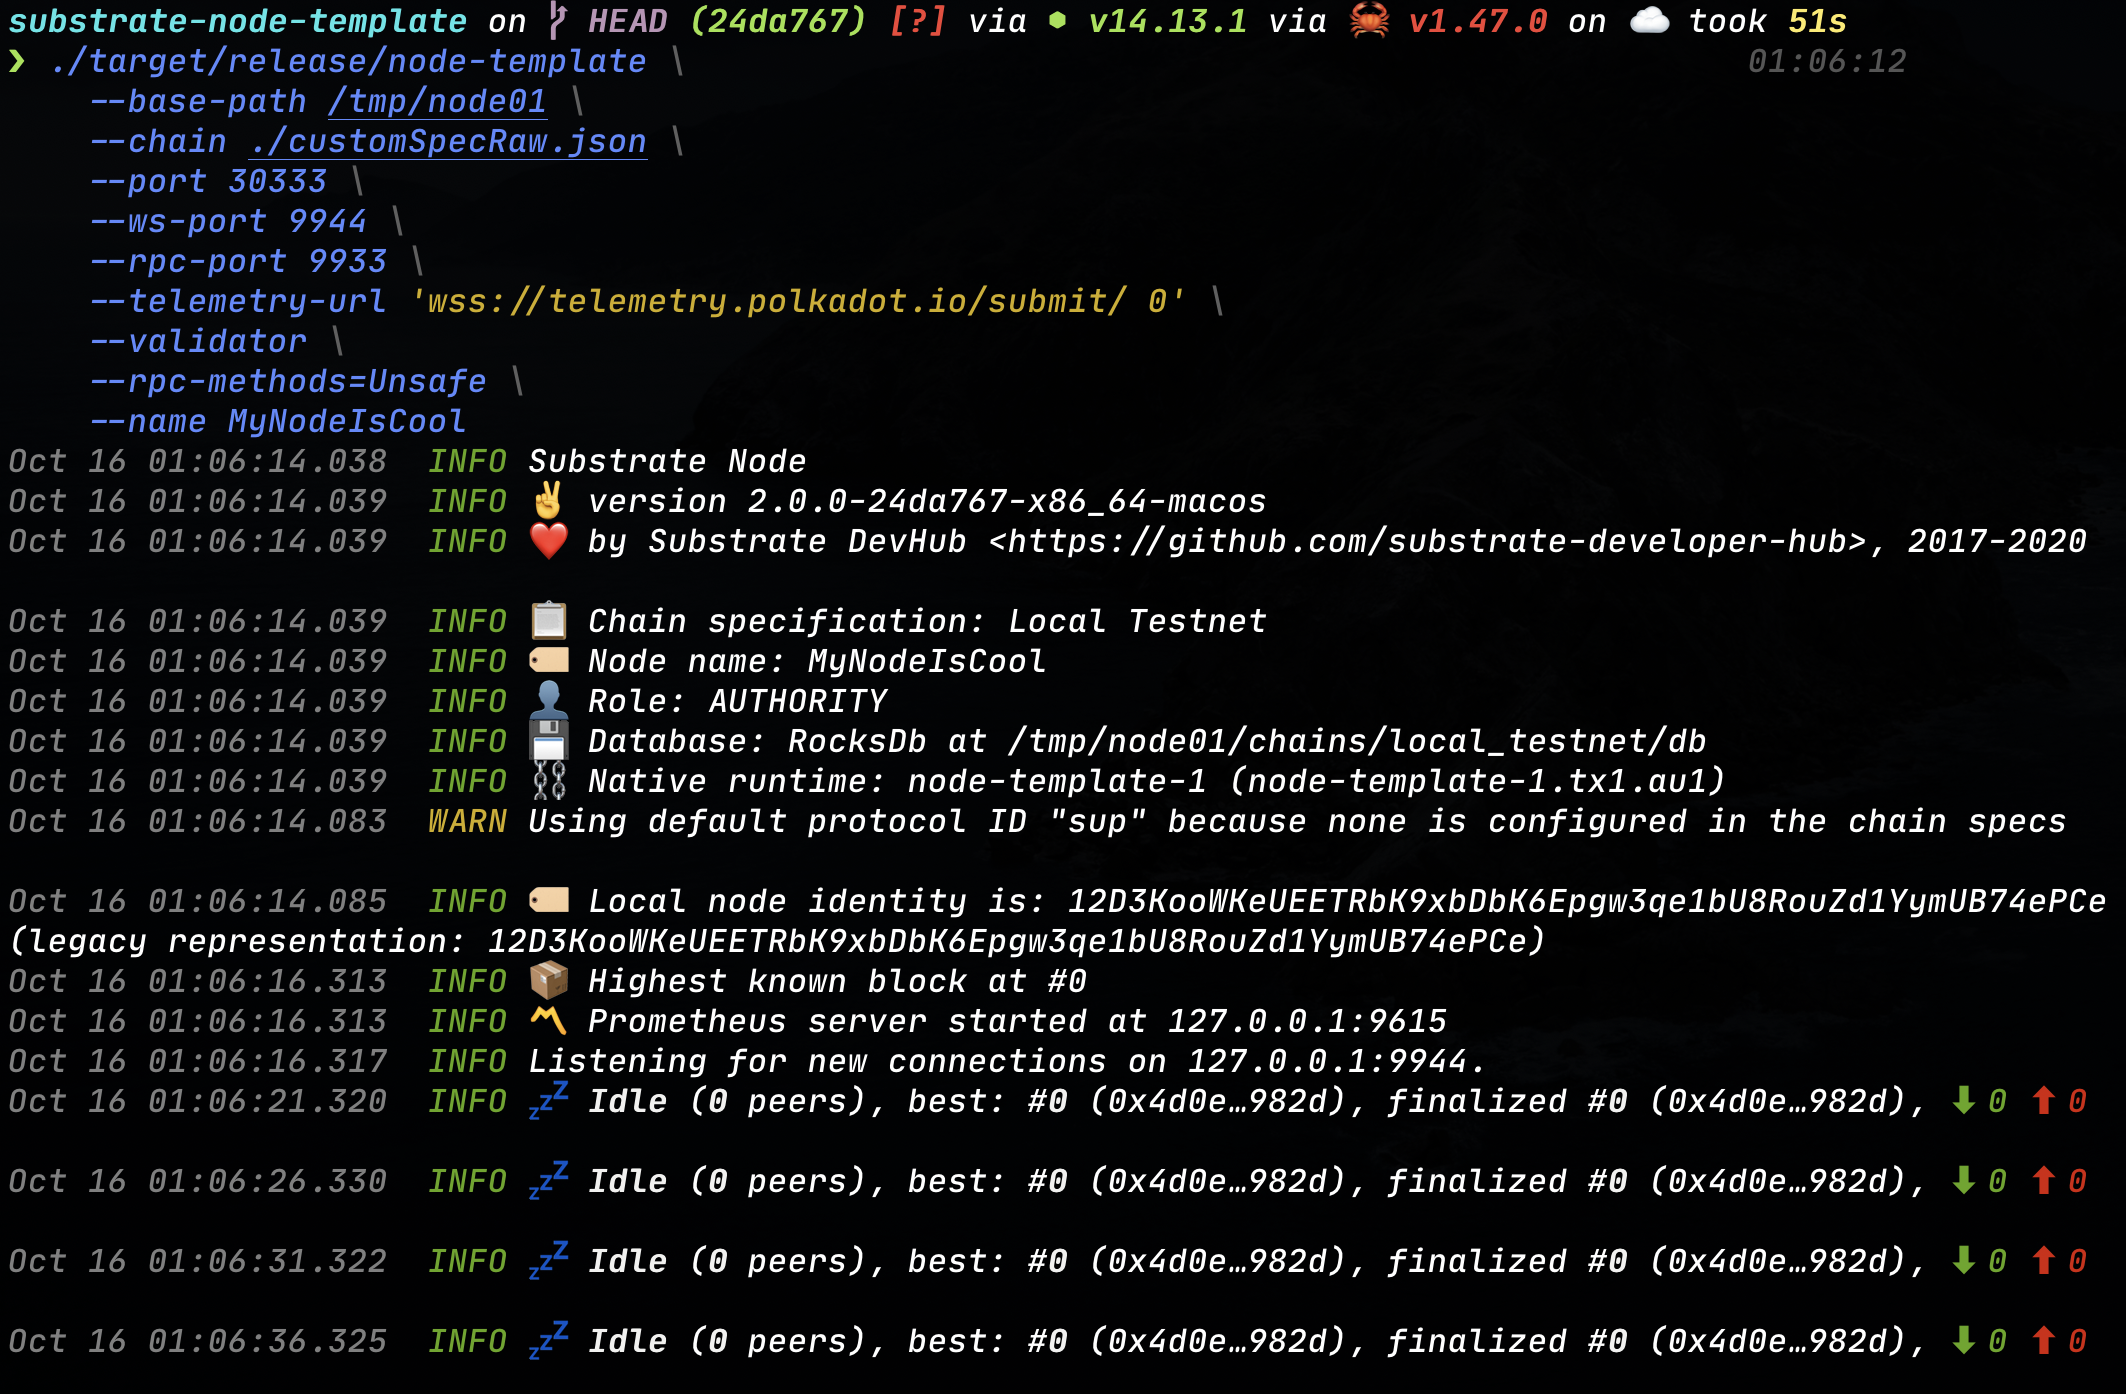 substrate-node-template on HEAD (24da767) [?] via ⬢ v14.13.1 via 🦀 v1.47.0 on ☁️ took 51s
❯ ./target/release/node-template \ 01:06:12
--base-path /tmp/node01 \
--chain ./customSpecRaw.json \
--port 30333 \
--ws-port 9944 \
--rpc-port 9933 \
--telemetry-url 'wss://telemetry.polkadot.io/submit/ 0' \
--validator \
--rpc-methods=Unsafe \
--name MyNodeIsCool
Oct 16 01:06:14.038 INFO Substrate Node
Oct 16 01:06:14.039 INFO ✌️ version 2.0.0-24da767-x86_64-macos
Oct 16 01:06:14.039 INFO ❤️ by Substrate DevHub <https://github.com/substrate-developer-hub>, 2017-2020
Oct 16 01:06:14.039 INFO 📋 Chain specification: Local Testnet
Oct 16 01:06:14.039 INFO 🏷 Node name: MyNodeIsCool
Oct 16 01:06:14.039 INFO 👤 Role: AUTHORITY
Oct 16 01:06:14.039 INFO 💾 Database: RocksDb at /tmp/node01/chains/local_testnet/db
Oct 16 01:06:14.039 INFO ⛓ Native runtime: node-template-1 (node-template-1.tx1.au1)
Oct 16 01:06:14.083 WARN Using default protocol ID "sup" because none is configured in the chain specs
Oct 16 01:06:14.085 INFO 🏷 Local node identity is: 12D3KooWKeUEETRbK9xbDbK6Epgw3qe1bU8RouZd1YymUB74ePCe
(legacy representation: 12D3KooWKeUEETRbK9xbDbK6Epgw3qe1bU8RouZd1YymUB74ePCe)
Oct 16 01:06:16.313 INFO 📦 Highest known block at #0
Oct 16 01:06:16.313 INFO 〽️ Prometheus server started at 127.0.0.1:9615
Oct 16 01:06:16.317 INFO Listening for new connections on 127.0.0.1:9944.
Oct 16 01:06:21.320 INFO 💤 Idle (0 peers), best: #0 (0x4d0e…982d), finalized #0 (0x4d0e…982d), ⬇ 0 ⬆ 0
Oct 16 01:06:26.330 INFO 💤 Idle (0 peers), best: #0 (0x4d0e…982d), finalized #0 (0x4d0e…982d), ⬇ 0 ⬆ 0
Oct 16 01:06:31.322 INFO 💤 Idle (0 peers), best: #0 (0x4d0e…982d), finalized #0 (0x4d0e…982d), ⬇ 0 ⬆ 0
Oct 16 01:06:36.325 INFO 💤 Idle (0 peers), best: #0 (0x4d0e…982d), finalized #0 (0x4d0e…982d), ⬇ 0 ⬆ 0